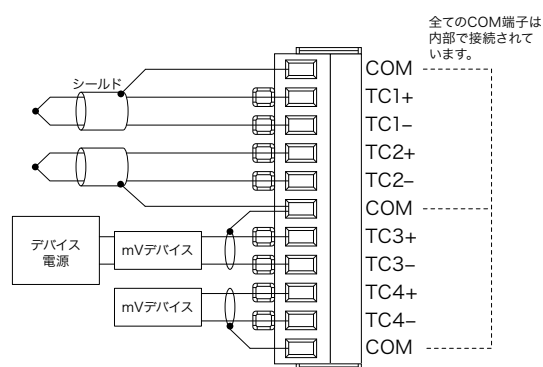 全てのCOM端子は
内部で接続されて
います。
シールド
COM
TC1+
TC1–
TC2+
TC2–
COM
TC3+
TC3–
TC4+
TC4–
COM
デバイス
電源
mVデバイス
mVデバイス